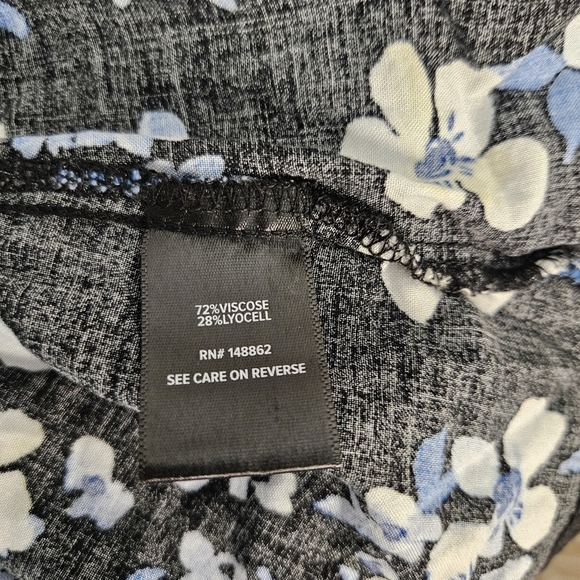 72%VISCOSE
28%LYOCELL
RN# 148862
SEE CARE ON REVERSE